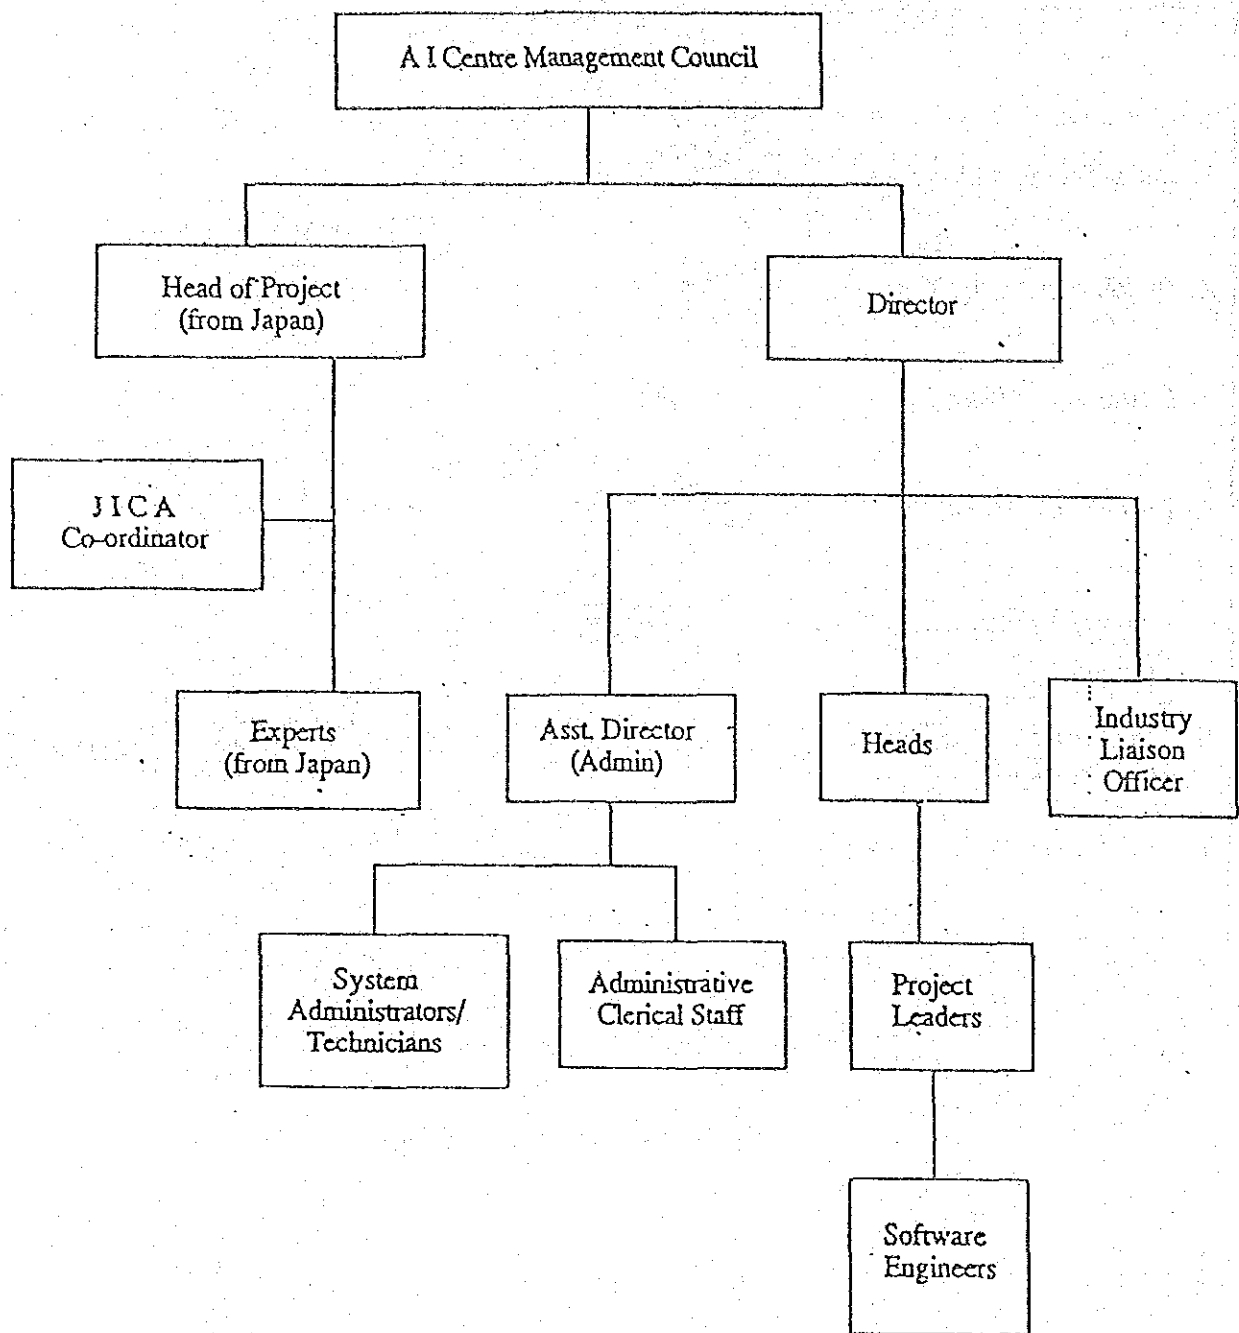 A I Centre Management Council
Head of Project
(from Japan)
Director
J I C A
Co-ordinator
Experts
(from Japan)
Asst. Director
(Admin)
Heads
Industry
Liaison
Officer
System
Administrators/
Technicians
Administrative
Clerical Staff
Project
Leaders
Software
Engineers